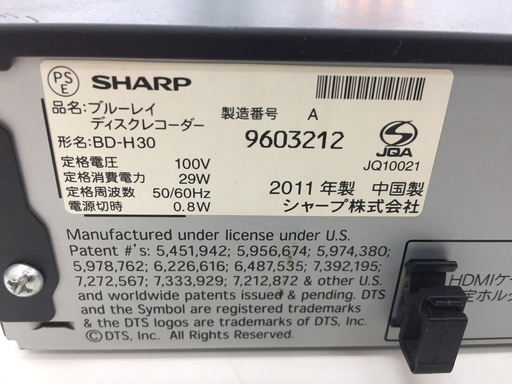 PS
E
SHARP
品名:ブルーレイ
ディスクレコーダー
形名:BD-H30
定格電圧 100V
定格消費電力 29W
定格周波数 50/60Hz
電源切時 0.8W
製造番号 A
9603212
JQA
JQ10021
2011年製 中国製
シャープ株式会社
Manufactured under license under U.S.
Patent #'s: 5,451,942; 5,956,674; 5,974,380;
5,978,762; 6,226,616; 6,487,535; 7,392,195;
7,272,567; 7,333,929; 7,212,872 & other U.S.
and worldwide patents issued & pending. DTS
and the Symbol are registered trademarks
& the DTS logos are trademarks of DTS, Inc.
©DTS, Inc. All Rights Reserved.
HDMIケー
定ホル